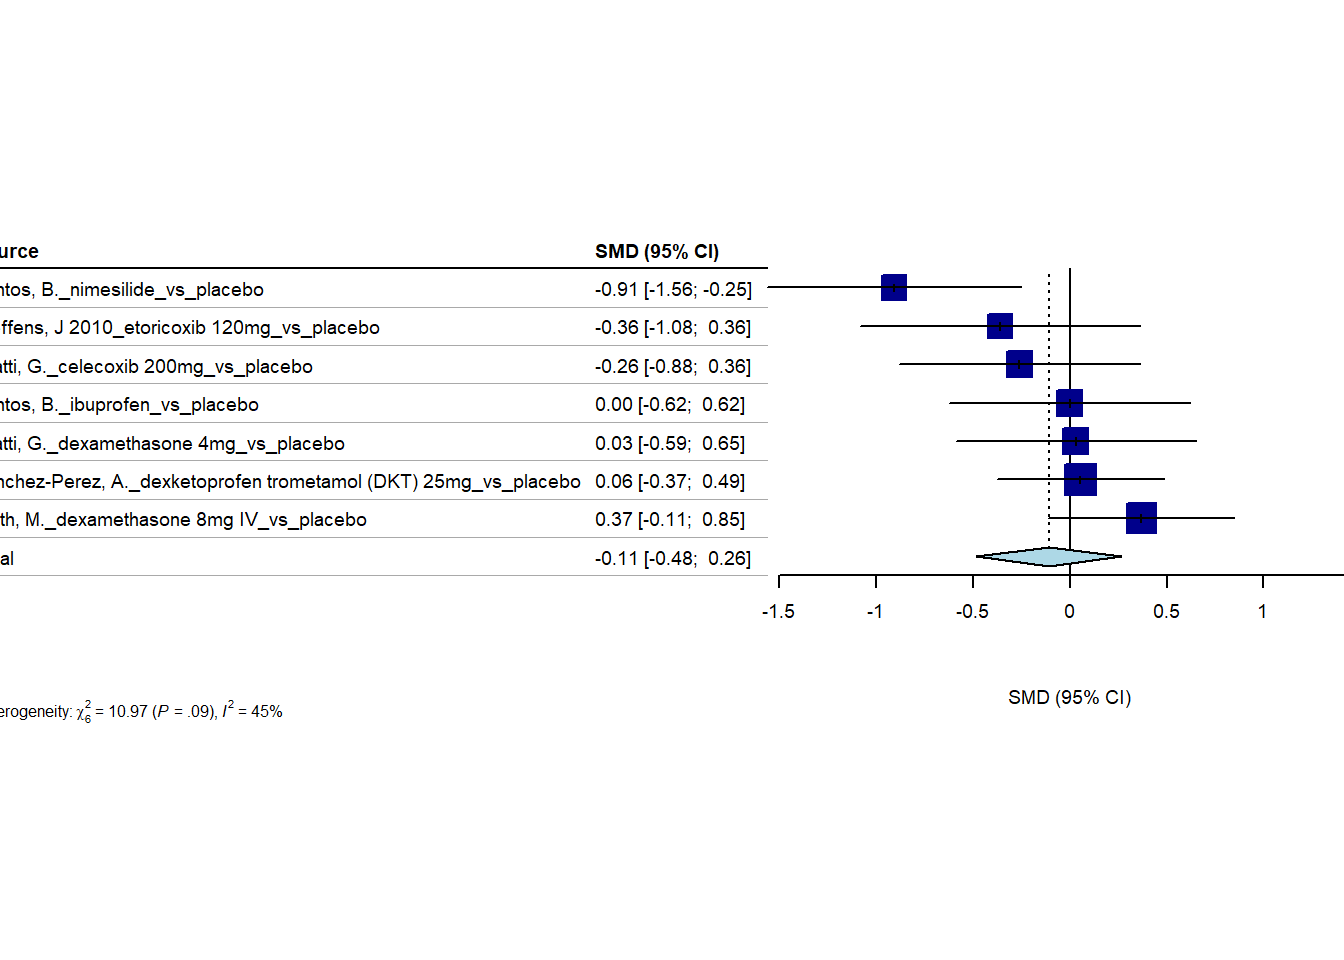 urce SMD (95% CI)
ntos, B._nimesilide_vs_placebo -0.91 [-1.56; -0.25]
ffens, J 2010_etoricoxib 120mg_vs_placebo -0.36 [-1.08; 0.36]
atti, G._celecoxib 200mg_vs_placebo -0.26 [-0.88; 0.36]
ntos, B._ibuprofen_vs_placebo 0.00 [-0.62; 0.62]
atti, G._dexamethasone 4mg_vs_placebo 0.03 [-0.59; 0.65]
nchez-Perez, A._dexketoprofen trometamol (DKT) 25mg_vs_placebo 0.06 [-0.37; 0.49]
th, M._dexamethasone 8mg IV_vs_placebo 0.37 [-0.11; 0.85]
al -0.11 [-0.48; 0.26]
-1.5 -1 -0.5 0 0.5 1
SMD (95% CI)
erogeneity: χ²₆ = 10.97 (P = .09), I² = 45%